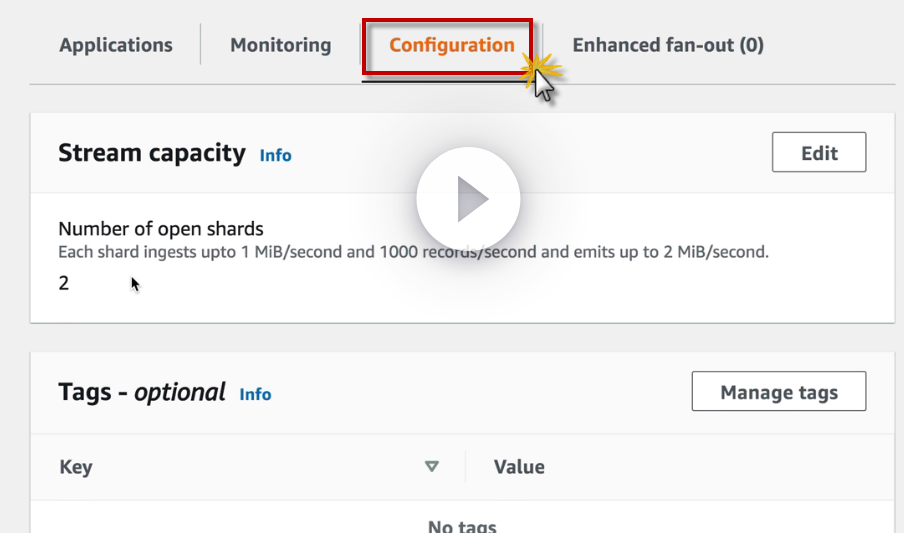 Applications
Monitoring
Configuration
Enhanced fan-out (0)
Stream capacity Info
Edit
Number of open shards
Each shard ingests upto 1 MiB/second and 1000 records/second and emits up to 2 MiB/second.
2
Tags - optional Info
Manage tags
Key
Value
No tags